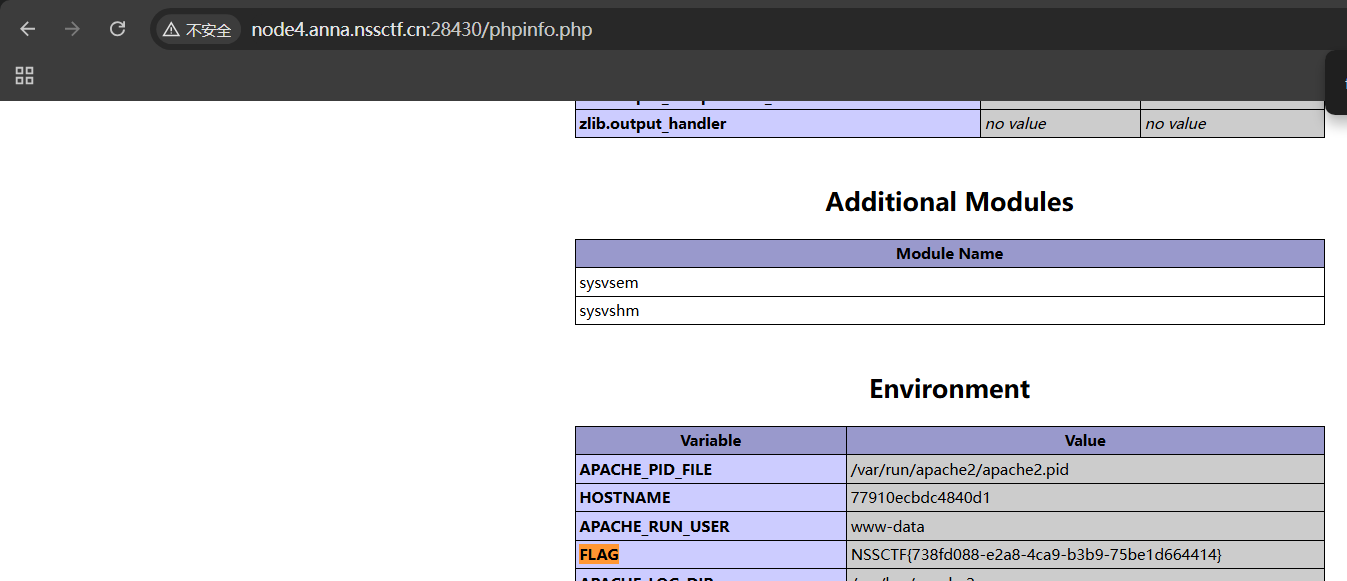 不安全 node4.anna.nssctf.cn:28430/phpinfo.php
zlib.output_handler no value no value
Additional Modules
Module Name
sysvsem
sysvshm
Environment
Variable Value
APACHE_PID_FILE /var/run/apache2/apache2.pid
HOSTNAME 77910ecbdc4840d1
APACHE_RUN_USER www-data
FLAG NSSCTF{738fd088-e2a8-4ca9-b3b9-75be1d664414}